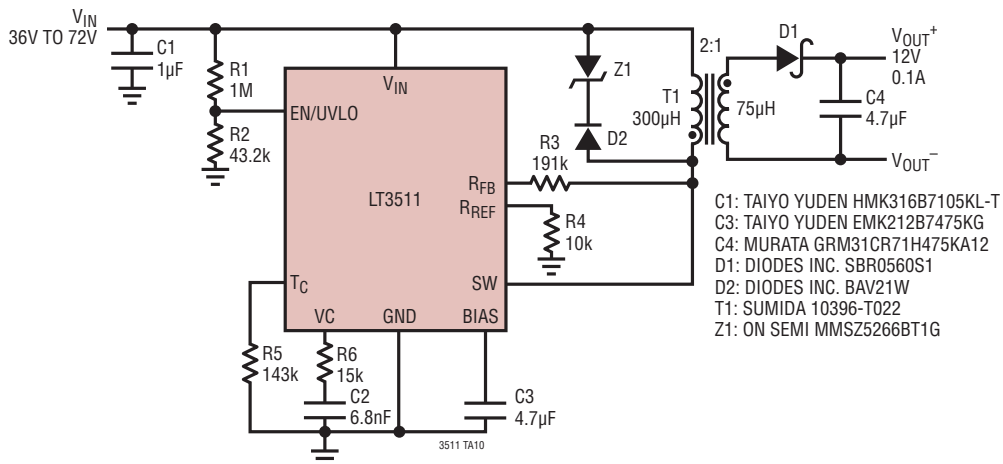 VIN
36V TO 72V
C1
1µF
R1
1M
R2
43.2k
EN/UVLO
VIN
LT3511
RFB
RREF
SW
TC
VC
GND
BIAS
Z1
D2
R3
191k
R4
10k
2:1
T1
300µH
75µH
D1
VOUT+
12V
0.1A
C4
4.7µF
VOUT–
R5
143k
R6
15k
C2
6.8nF
C3
4.7µF
3511 TA10
C1: TAIYO YUDEN HMK316B7105KL-T
C3: TAIYO YUDEN EMK212B7475KG
C4: MURATA GRM31CR71H475KA12
D1: DIODES INC. SBR0560S1
D2: DIODES INC. BAV21W
T1: SUMIDA 10396-T022
Z1: ON SEMI MMSZ5266BT1G